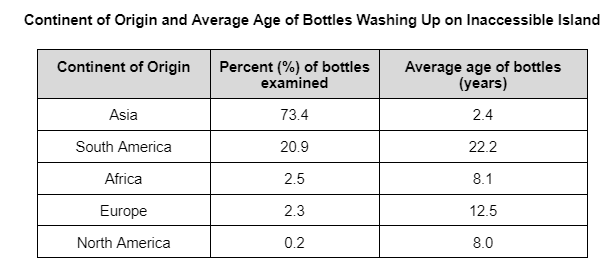 Continent of Origin and Average Age of Bottles Washing Up on Inaccessible Island
Continent of Origin Percent (%) of bottles examined Average age of bottles (years)
Asia 73.4 2.4
South America 20.9 22.2
Africa 2.5 8.1
Europe 2.3 12.5
North America 0.2 8.0